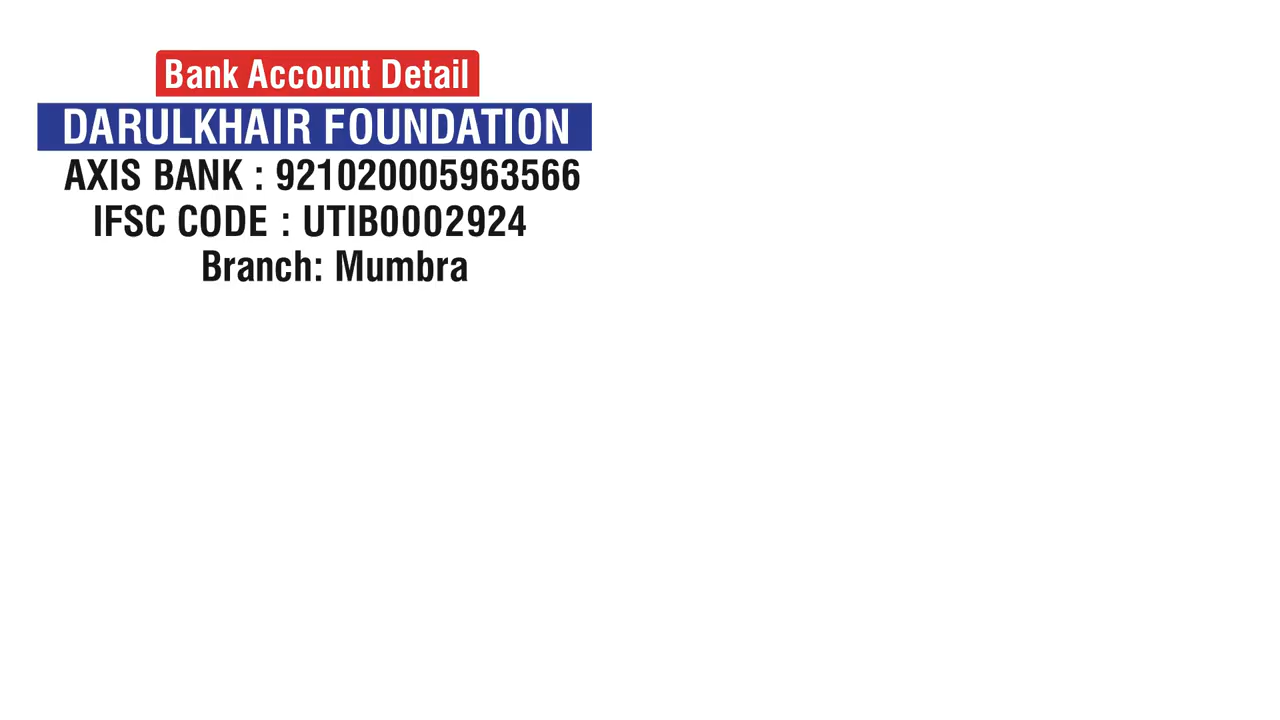 Bank Account Detail
DARULKHAIR FOUNDATION
AXIS BANK : 921020005963566
IFSC CODE : UTIB0002924
Branch: Mumbra